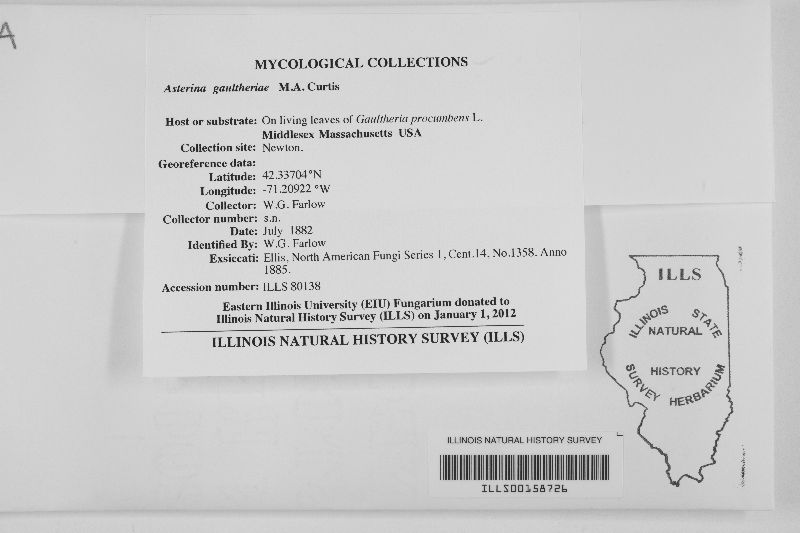 A
MYCOLOGICAL COLLECTIONS
Asterina gaultheriae M.A. Curtis
Host or substrate: On living leaves of Gaultheria procumbens L.
Middlesex Massachusetts USA
Collection site: Newton.
Georeference data:
Latitude: 42.33704°N
Longitude: -71.20922 °W
Collector: W.G. Farlow
Collector number: s.n.
Date: July 1882
Identified By: W.G. Farlow
Exsiccati: Ellis, North American Fungi Series 1, Cent.14. No.1358. Anno
1885.
Accession number: ILLS 80138
Eastern Illinois University (EIU) Fungarium donated to
Illinois Natural History Survey (ILLS) on January 1, 2012
ILLINOIS NATURAL HISTORY SURVEY (ILLS)
ILLS
ILLINOIS STATE
NATURAL
HISTORY
SURVEY HERBARIUM
ILLINOIS NATURAL HISTORY SURVEY
ILLS00158726